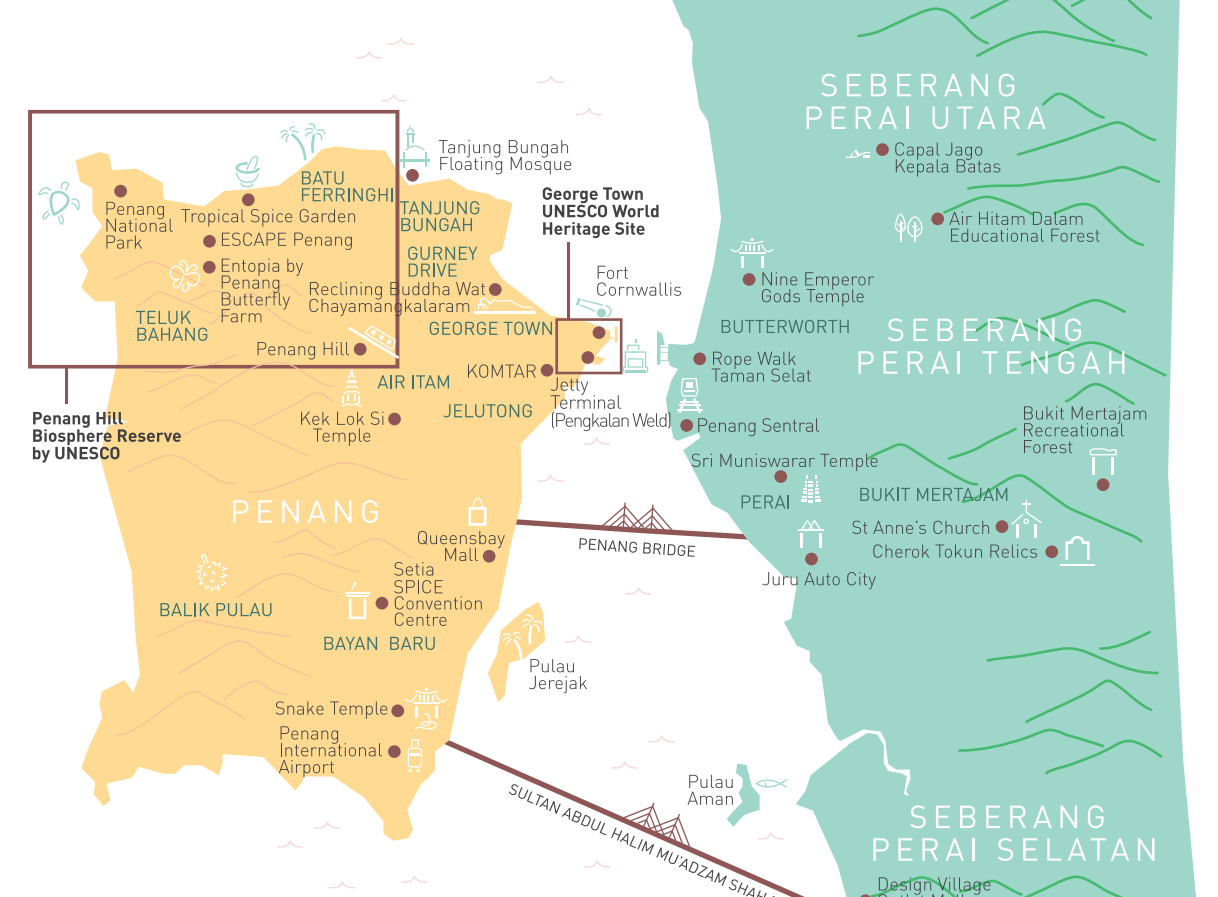 SEBERANG
PERAI UTARA
Capal Jago
Kepala Batas
Air Hitam Dalam
Educational Forest
Tanjung Bungah
Floating Mosque
George Town
UNESCO World
Heritage Site
BATU
FERRINGHI
TANJUNG
BUNGAH
Penang
National
Park
Tropical Spice Garden
ESCAPE Penang
Entopia by
Penang
Butterfly
Farm
GURNEY
DRIVE
Reclining Buddha Wat
Chayamangkalaram
Fort
Cornwallis
Nine Emperor
Gods Temple
TELUK
BAHANG
GEORGE TOWN
BUTTERWORTH
SEBERANG
PERAI TENGAH
Penang Hill
AIR ITAM
KOMTAR
Jetty
Terminal
(Pengkalan Weld)
Rope Walk
Taman Selat
JELUTONG
Kek Lok Si
Temple
Penang Hill
Biosphere Reserve
by UNESCO
Penang Sentral
Bukit Mertajam
Recreational
Forest
Sri Muniswarar Temple
PERAI
BUKIT MERTAJAM
PENANG
St Anne's Church
Cherok Tokun Relics
Queensbay
Mall
PENANG BRIDGE
Juru Auto City
Setia
SPICE
Convention
Centre
BALIK PULAU
BAYAN BARU
Pulau
Jerejak
Snake Temple
Penang
International
Airport
Pulau
Aman
SULTAN ABDUL HALIM MU'ADZAM SHAH
SEBERANG
PERAI SELATAN
Design Village